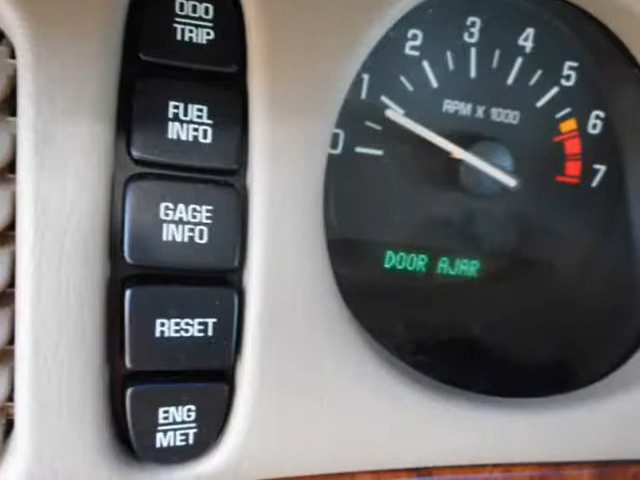 ODO
TRIP
FUEL
INFO
GAGE
INFO
RESET
ENG
MET
0
1
2
3
4
5
6
7
RPM X 1000
DOOR AJAR